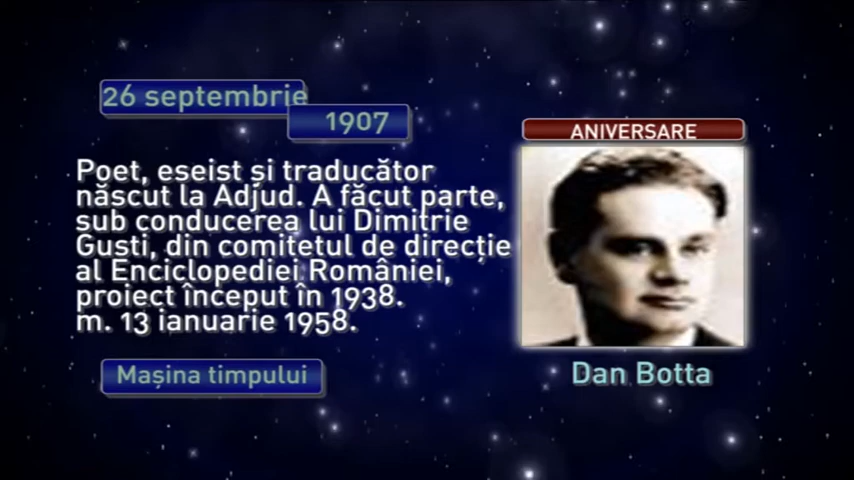 26 septembrie
1907
ANIVERSARE
Poet, eseist și traducător
născut la Adjud. A făcut parte,
sub conducerea lui Dimitrie
Gusti, din comitetul de direcție
al Enciclopediei României,
proiect început în 1938.
m. 13 ianuarie 1958.
Dan Botta
Mașina timpului